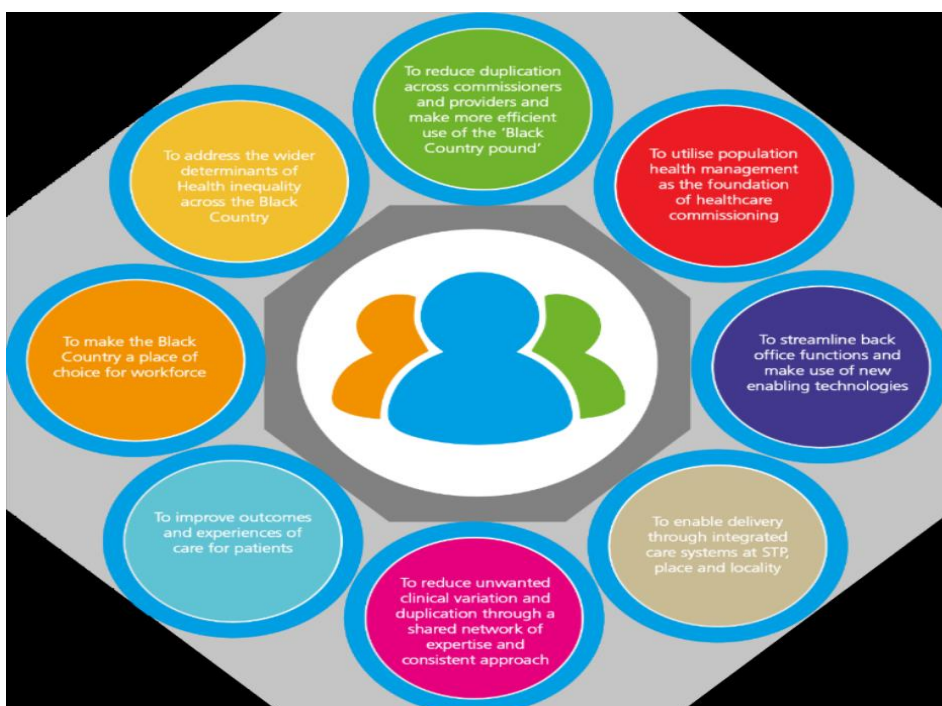 To reduce duplication
across commissioners
and providers and
make more efficient
use of the ‘Black
Country pound’
To utilise population
health management
as the foundation
of healthcare
commissioning
To streamline back
office functions and
make use of new
enabling technologies
To enable delivery
through integrated
care systems at STP,
place and locality
To reduce unwanted
clinical variation and
duplication through a
shared network of
expertise and
consistent approach
To improve outcomes
and experiences of
care for patients
To make the Black
Country a place of
choice for workforce
To address the wider
determinants of
Health inequality
across the Black
Country